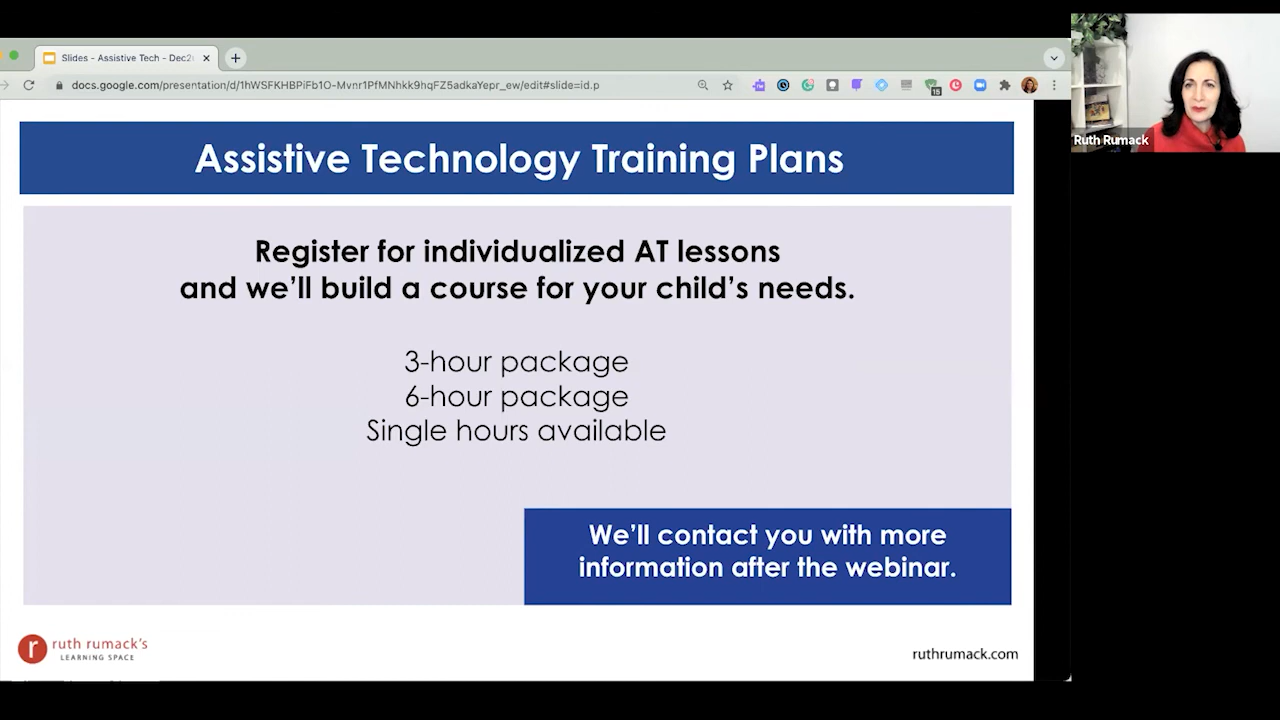 Slides - Assistive Tech - Dec2
docs.google.com/presentation/d/1hWSFKHBPiFb1O-Mvnr1PfMNhkk9hqFZ5adkaYepr_ew/edit#slide=id.p
15
Ruth Rumack
Assistive Technology Training Plans
Register for individualized AT lessons
and we'll build a course for your child's needs.
3-hour package
6-hour package
Single hours available
We'll contact you with more
information after the webinar.
r
ruth rumack's
LEARNING SPACE
ruthrumack.com